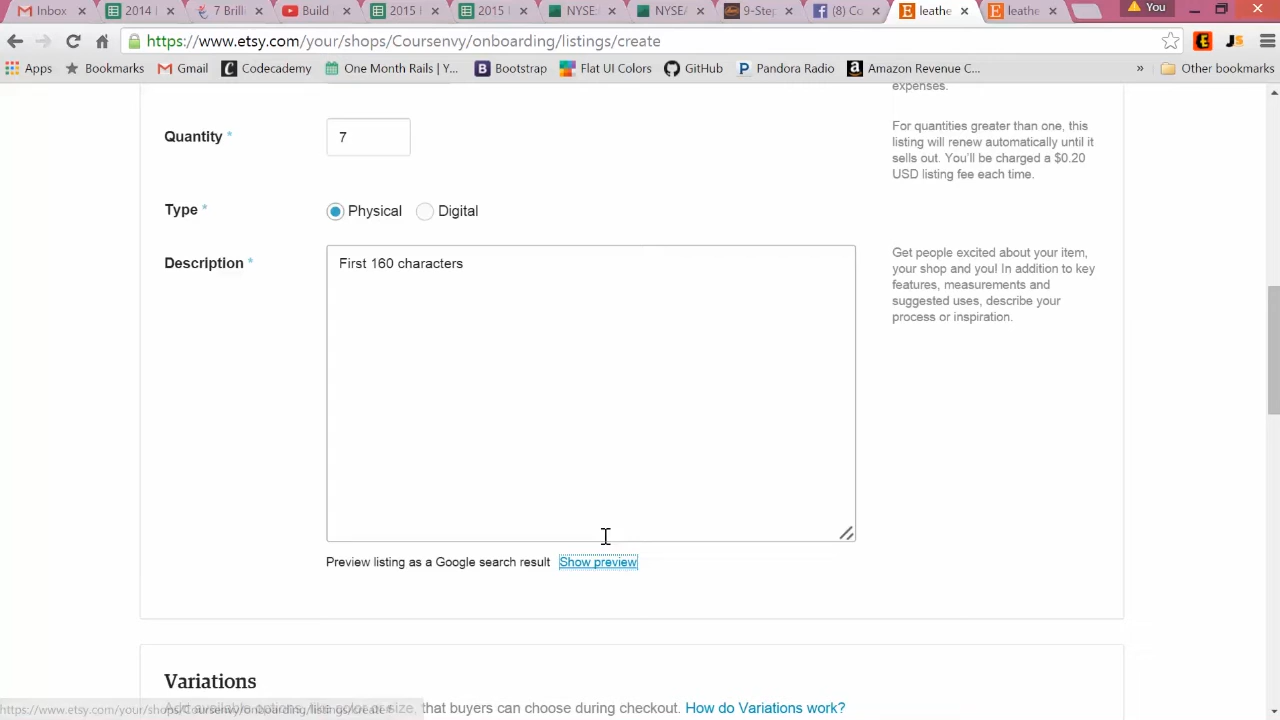 Inbox
2014 I
7 Brilli
Build
2015 I
2015
NYSE:
NYSE/
9-Step
(8) Co
leathe
leathe
You
https://www.etsy.com/your/shops/Coursenvy/onboarding/listings/create
Apps
Bookmarks
Gmail
Codecademy
One Month Rails | Y...
Bootstrap
Flat UI Colors
GitHub
Pandora Radio
Amazon Revenue C...
»
Other bookmarks
expenses.
Quantity *
7
For quantities greater than one, this
listing will renew automatically until it
sells out. You'll be charged a $0.20
USD listing fee each time.
Type *
Physical
Digital
Description *
First 160 characters
Get people excited about your item,
your shop and you! In addition to key
features, measurements and
suggested uses, describe your
process or inspiration.
Preview listing as a Google search result Show preview
Variations
that buyers can choose during checkout. How do Variations work?
https://www.etsy.com/your/shops/Coursenvy/onboarding/listings/create#